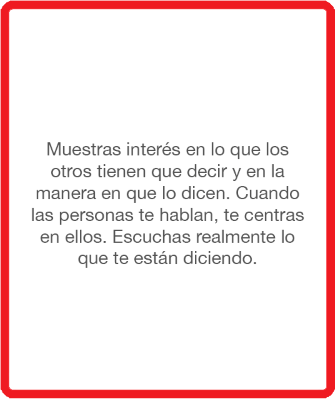 Muestras interés en lo que los
otros tienen que decir y en la
manera en que lo dicen. Cuando
las personas te hablan, te centras
en ellos. Escuchas realmente lo
que te están diciendo.